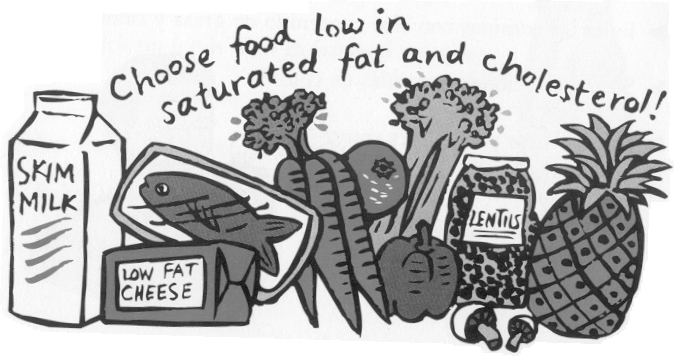 Choose food low in
saturated fat and cholesterol!
SKIM
MILK
LOW FAT
CHEESE
LENTILS